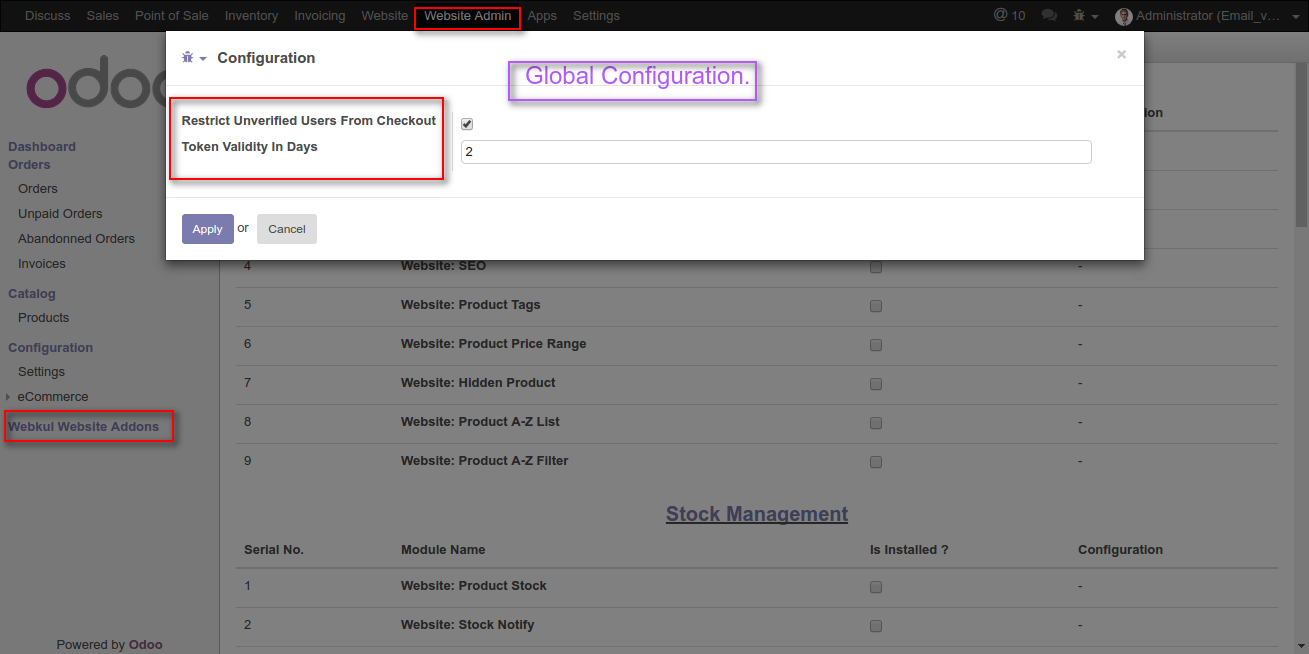 Discuss Sales Point of Sale Inventory Invoicing Website Website Admin Apps Settings @ 10 Administrator (Email_v...
Configuration ×
Global Configuration.
odoo
Restrict Unverified Users From Checkout
Token Validity In Days 2
Apply or Cancel
Dashboard
Orders
Orders
Unpaid Orders
Abandonned Orders
Invoices
Catalog
Products
Configuration
Settings
eCommerce
Webkul Website Addons
Powered by Odoo
4 Website: SEO -
5 Website: Product Tags -
6 Website: Product Price Range -
7 Website: Hidden Product -
8 Website: Product A-Z List -
9 Website: Product A-Z Filter -
Stock Management
Serial No. Module Name Is Installed ? Configuration
1 Website: Product Stock -
2 Website: Stock Notify -